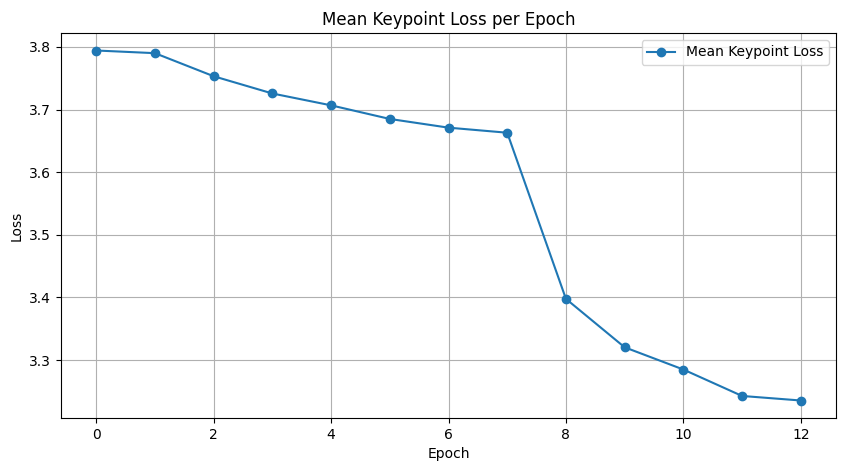 Mean Keypoint Loss per Epoch
Mean Keypoint Loss
3.8
3.7
3.6
3.5
3.4
3.3
Loss
0 2 4 6 8 10 12
Epoch